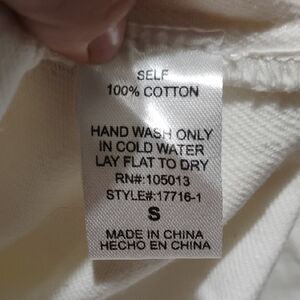 SELF
100% COTTON
HAND WASH ONLY
IN COLD WATER
LAY FLAT TO DRY
RN#:105013
STYLE#:17716-1
S
MADE IN CHINA
HECHO EN CHINA